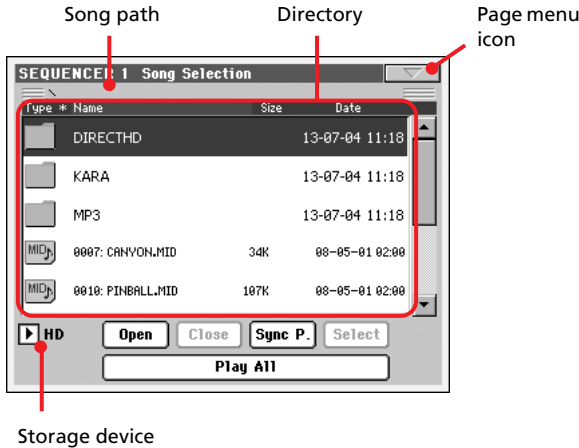 Song path Directory Page menu
icon
SEQUENCER 1 Song Selection
Type * Name Size Date
DIRECTHD 13-07-04 11:18
KARA 13-07-04 11:18
MP3 13-07-04 11:18
MID 0007: CANYON.MID 34K 08-05-01 02:00
MID 0010: PINBALL.MID 107K 08-05-01 02:00
HD Open Close Sync P. Select
Play All
Storage device